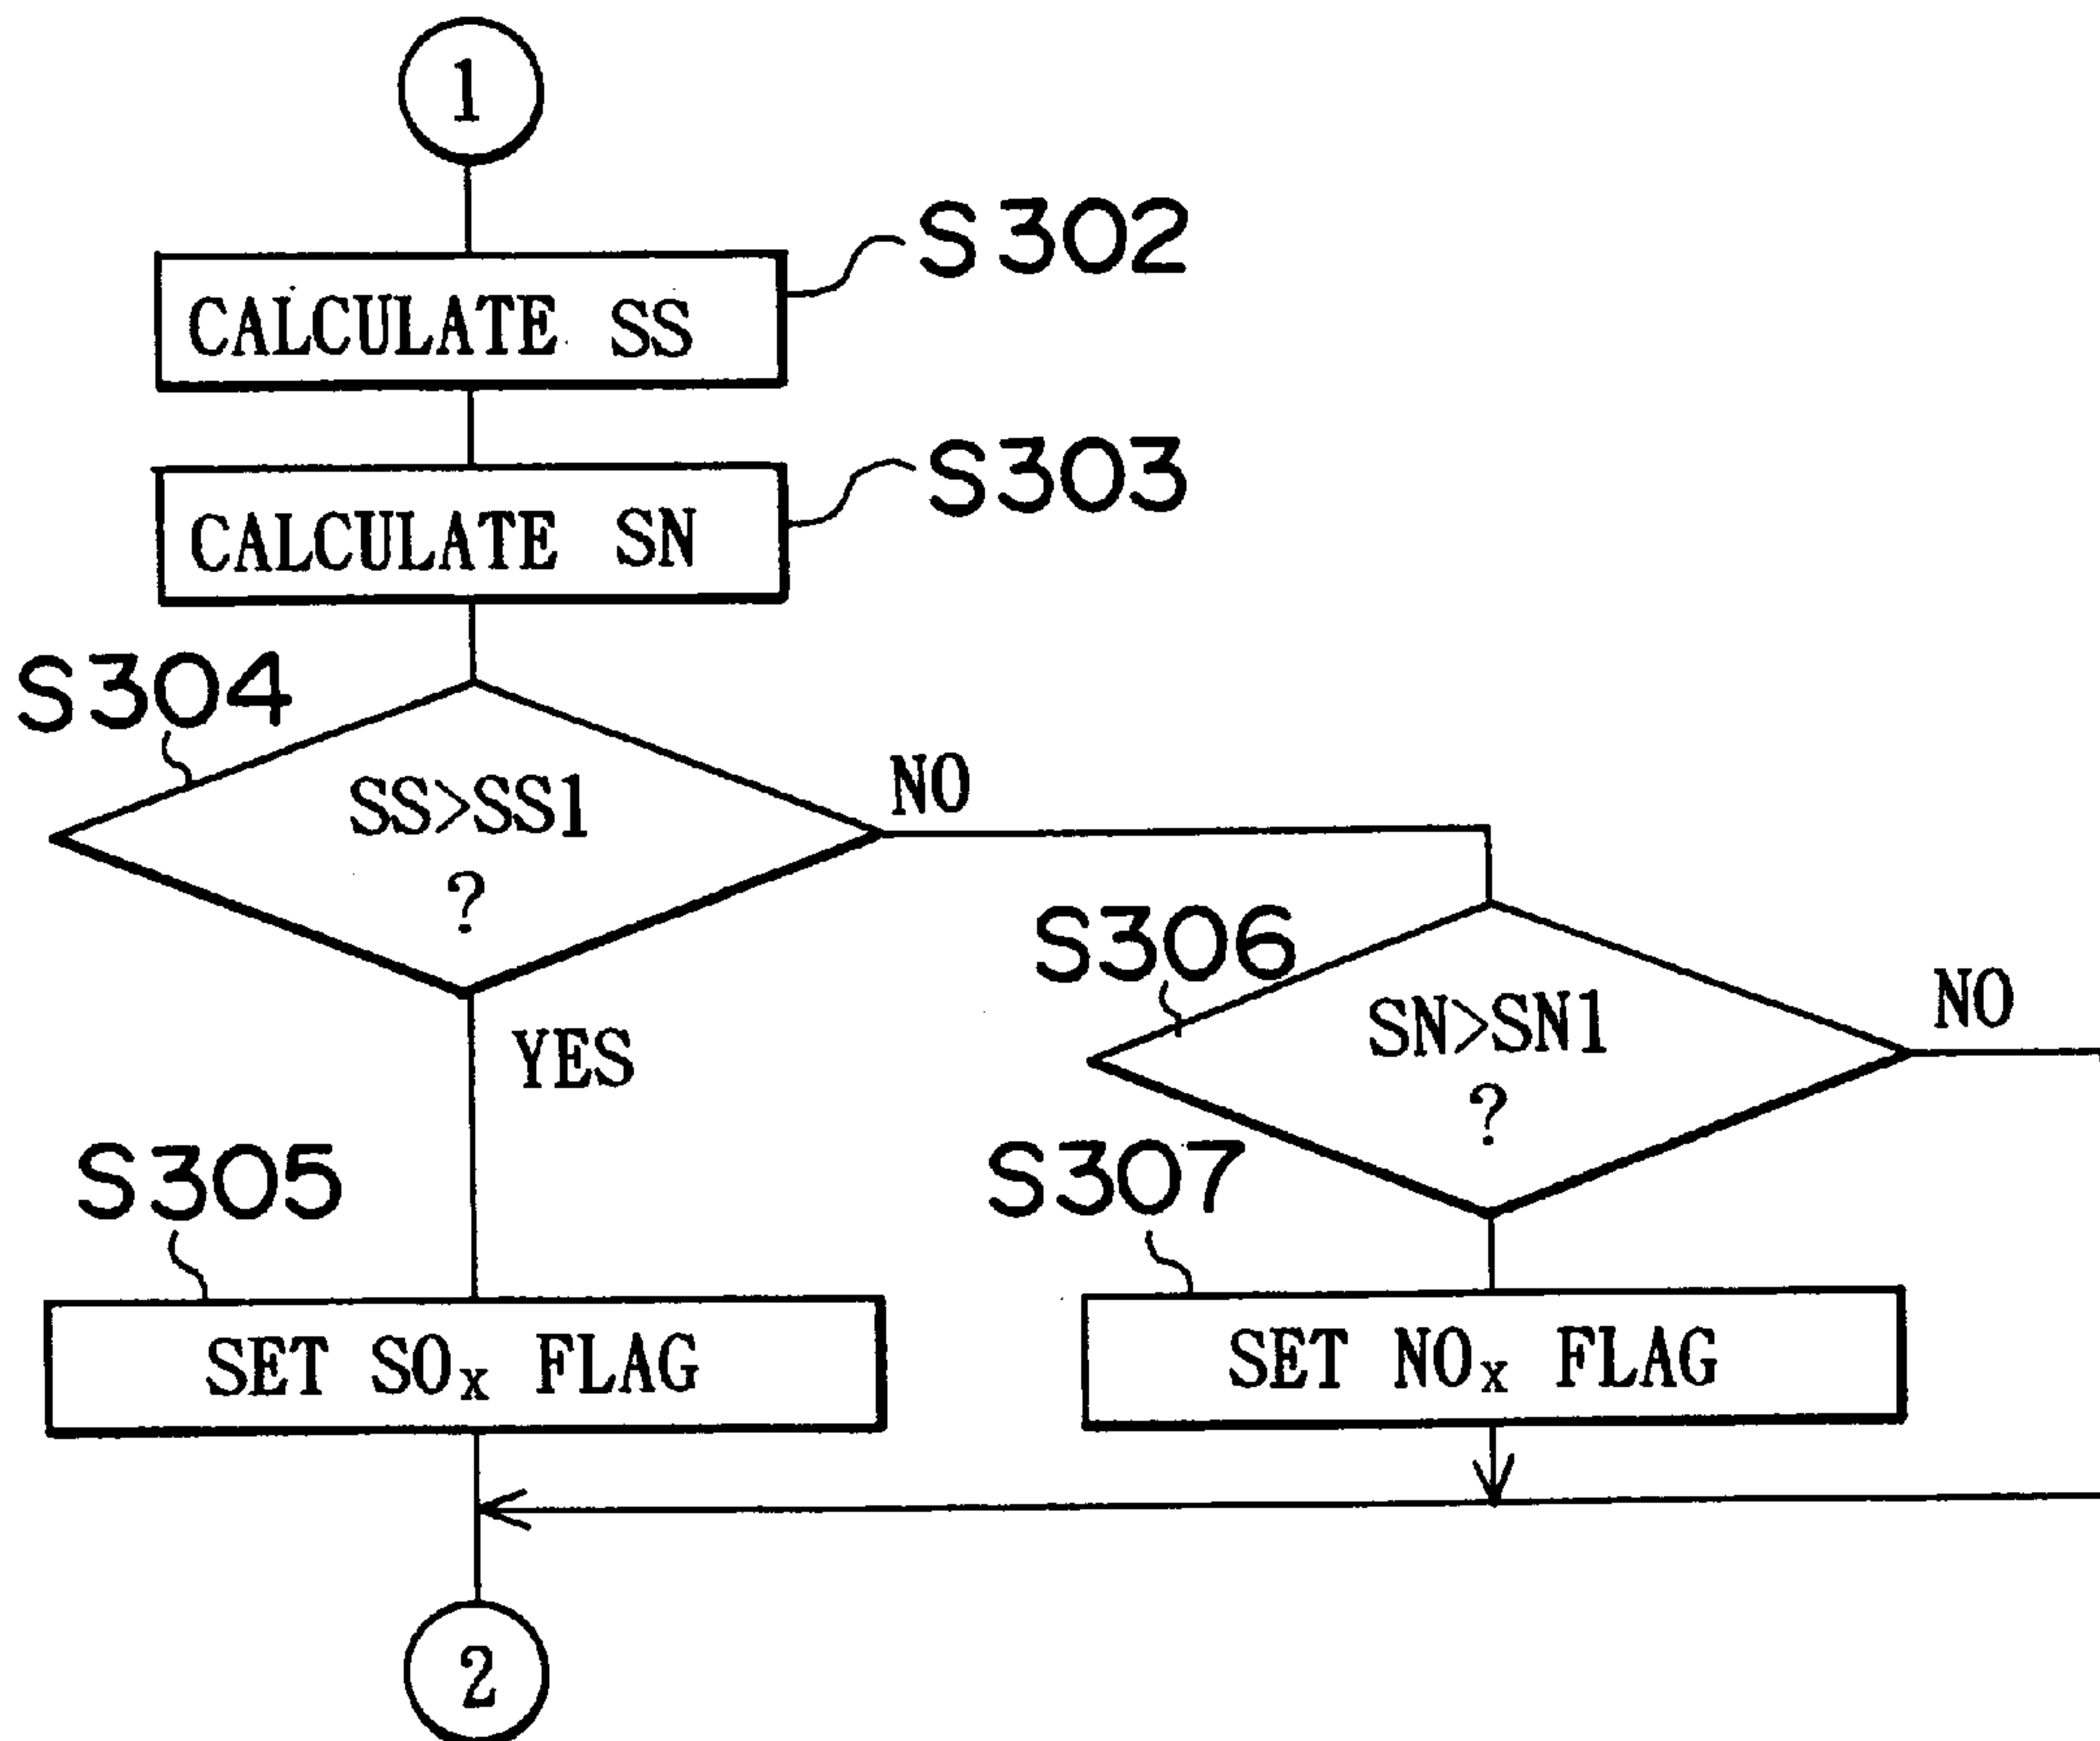 1
S302
CALCULATE SS
S303
CALCULATE SN
S304
SS>SS1
?
NO
YES
S306
SN>SN1
?
NO
S305
SET SOx FLAG
S307
SET NOx FLAG
2